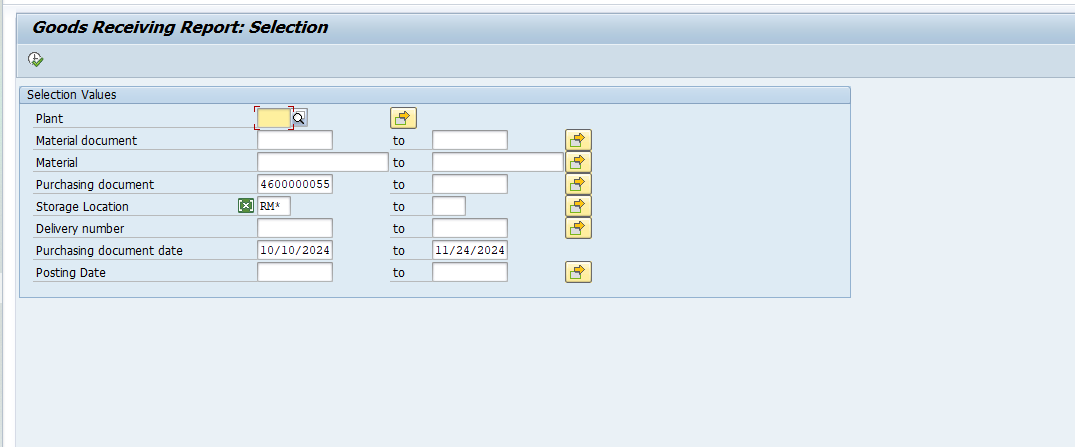 Goods Receiving Report: Selection
Selection Values
Plant
Material document to
Material to
Purchasing document 4600000055 to
Storage Location RM* to
Delivery number to
Purchasing document date 10/10/2024 to 11/24/2024
Posting Date to